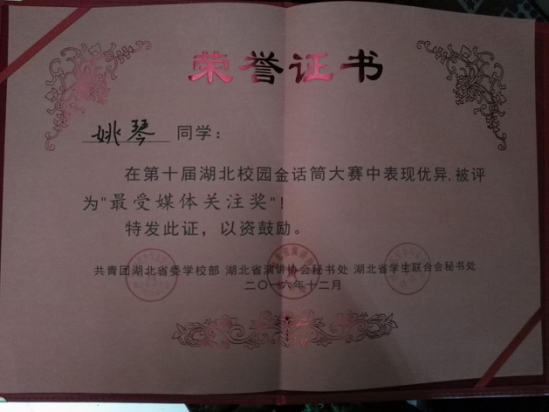 荣誉证书
姚琴 同学：
在第十届湖北校园金话筒大赛中表现优异,被评
为"最受媒体关注奖"！
特发此证，以资鼓励。
共青团湖北省委学校部 湖北省演讲协会秘书处 湖北省学生联合会秘书处
二〇一六年十二月